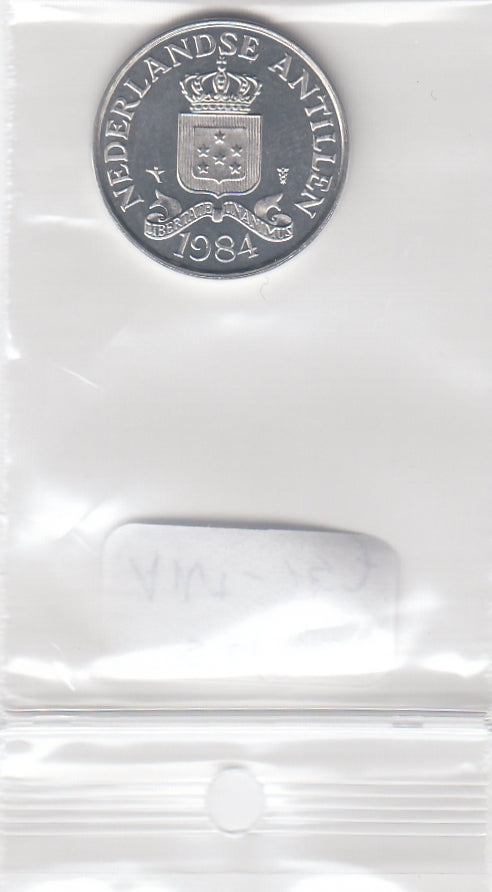 NEDERLANDSE ANTILLEN
LIBERTATE UNANIMUS
1984